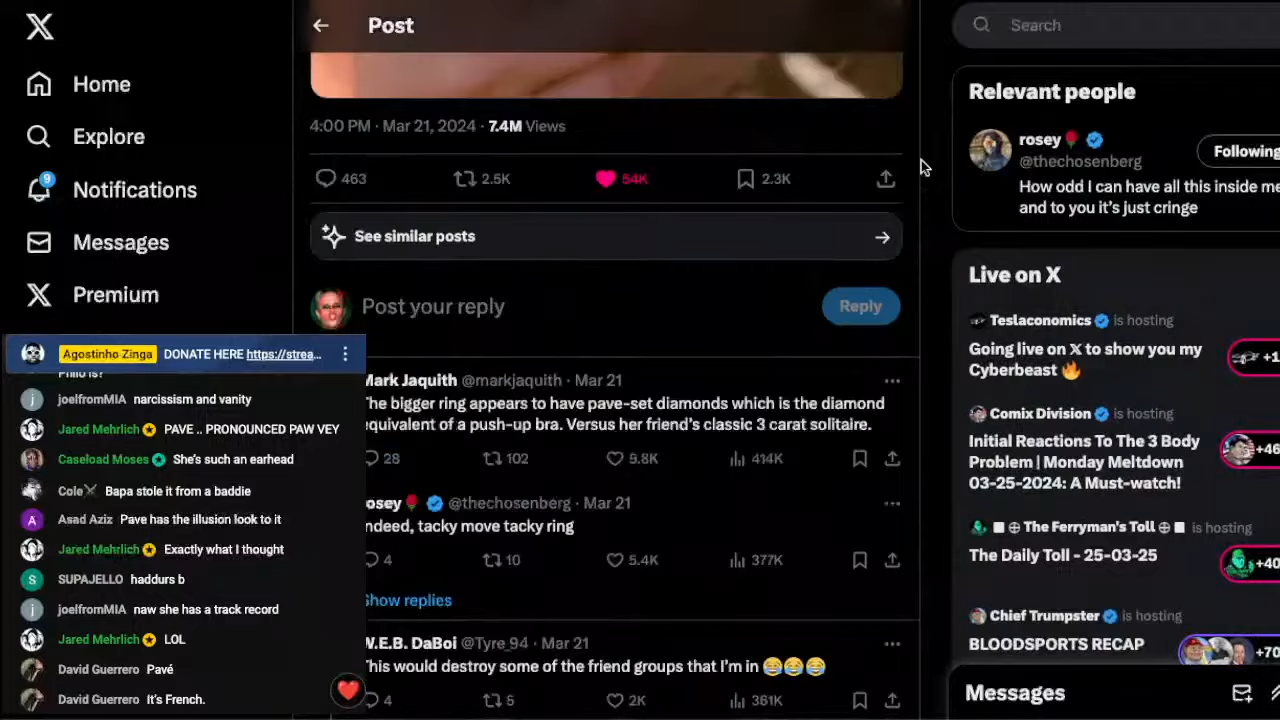 Home
Explore
9
Notifications
Messages
Premium
Agostinho Zinga DONATE HERE https://strea...
joelfromMIA narcissism and vanity
Jared Mehrlich PAVE .. PRONOUNCED PAW VEY
Caseload Moses She's such an earhead
Cole⚔ Bapa stole it from a baddie
A Asad Aziz Pave has the illusion look to it
Jared Mehrlich Exactly what I thought
S SUPAJELLO haddurs b
j joelfromMIA naw she has a track record
Jared Mehrlich LOL
David Guerrero Pavé
David Guerrero It's French.
Post
4:00 PM · Mar 21, 2024 · 7.4M Views
463 2.5K 54K 2.3K
See similar posts
Post your reply
Reply
Mark Jaquith @markjaquith · Mar 21
The bigger ring appears to have pave-set diamonds which is the diamond
equivalent of a push-up bra. Versus her friend's classic 3 carat solitaire.
28 102 5.8K 414K
rosey🌹 @thechosenberg · Mar 21
Indeed, tacky move tacky ring
4 10 5.4K 377K
Show replies
W.E.B. DaBoi @Tyre_94 · Mar 21
This would destroy some of the friend groups that I'm in 😂😂😂
4 5 2K 361K
Search
Relevant people
rosey🌹
@thechosenberg
Following
How odd I can have all this inside me
and to you it's just cringe
Live on X
Teslaconomics is hosting
Going live on X to show you my
Cyberbeast 🔥
+1
Comix Division is hosting
Initial Reactions To The 3 Body
Problem | Monday Meltdown
03-25-2024: A Must-watch!
+46
The Ferryman's Toll is hosting
The Daily Toll - 25-03-25
+40
Chief Trumpster is hosting
BLOODSPORTS RECAP
+70
Messages